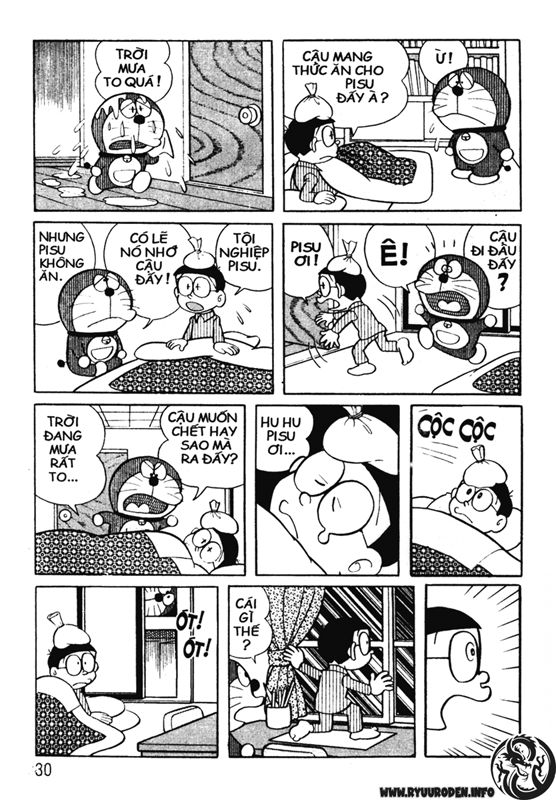 TRỜI
MƯA
TO QUÁ!
CẬU MANG
THỨC ĂN CHO
PISU
ĐẤY À?
Ừ!
NHƯNG
PISU
KHÔNG
ĂN.
CÓ LẼ
NÓ NHỚ
CẬU
ĐẤY!
TỘI
NGHIỆP
PISU.
PISU
ƠI!
Ê!
CẬU
ĐI ĐÂU
ĐẤY
?
TRỜI
ĐANG
MƯA
RẤT
TO...
CẬU MUỐN
CHẾT HAY
SAO MÀ
RA ĐẤY?
HU HU
PISU
ƠI...
CỘC CỘC
ÓT!
ÓT!
CÁI
GÌ
THẾ
?
30
WWW.RYUURODEN.INFO